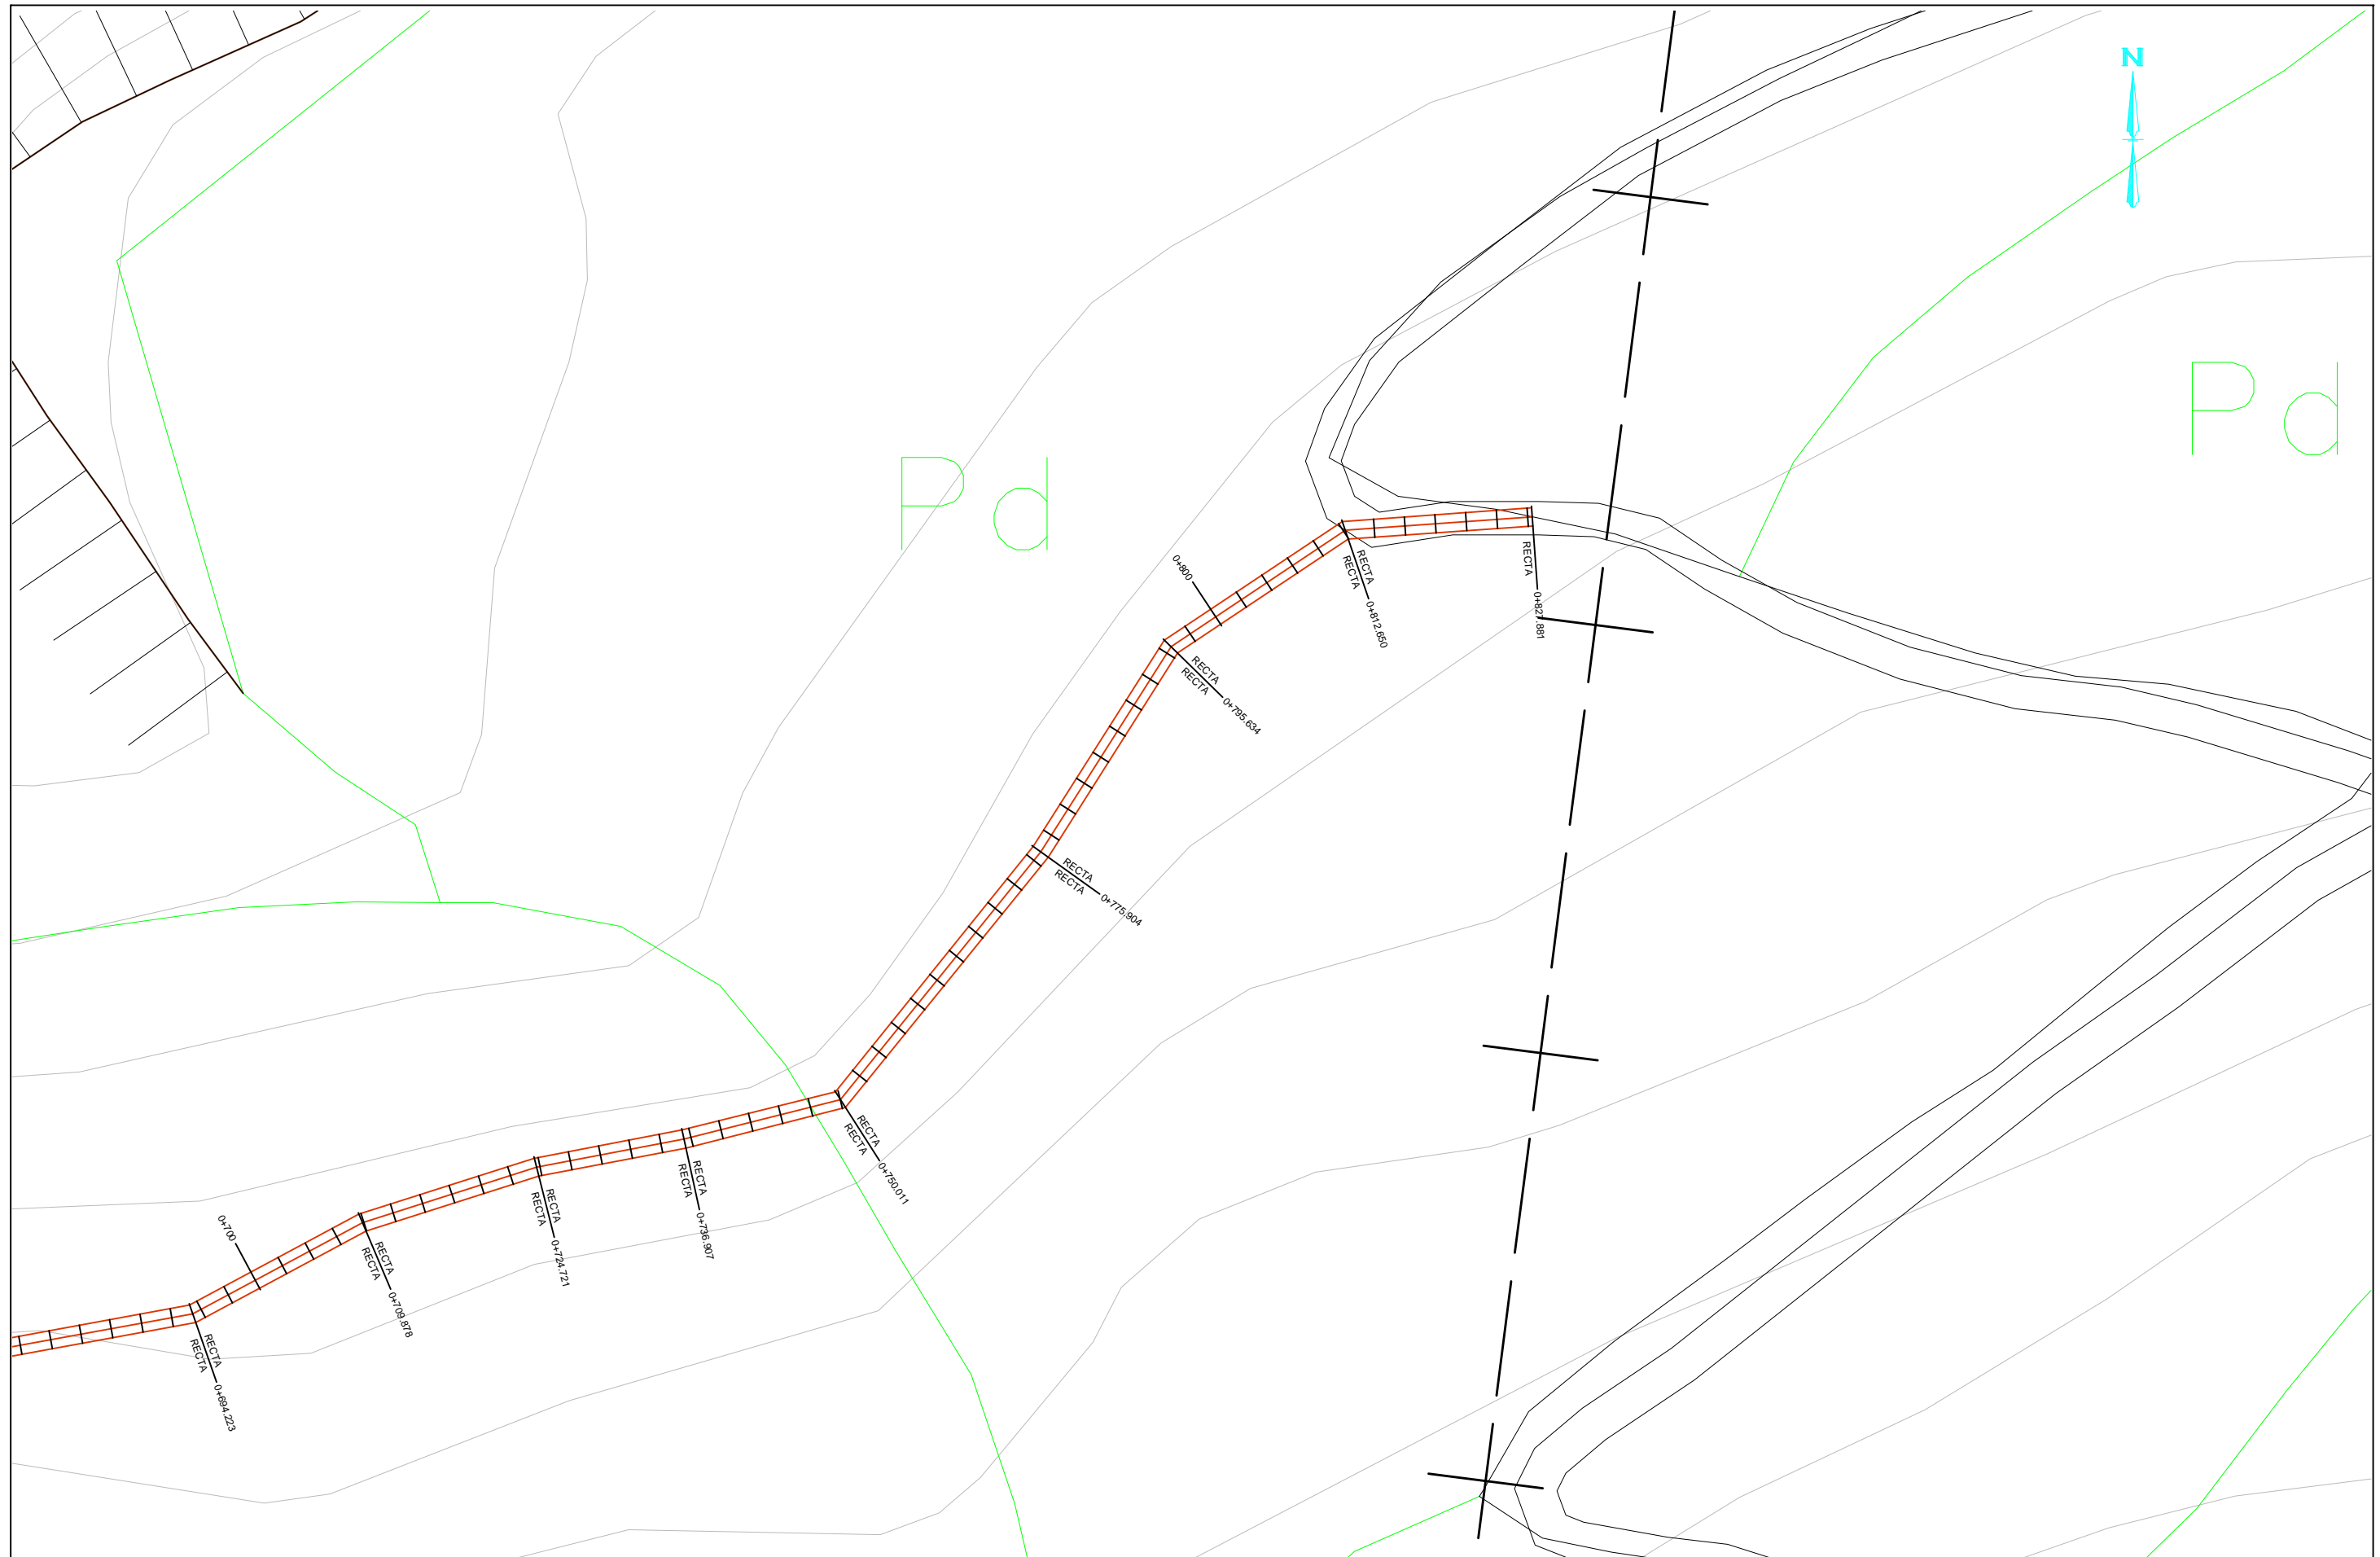 N
Pd
Pd
0+800
RECTA
RECTA
0+812.650
RECTA
0+827.881
RECTA
RECTA
0+795.634
RECTA
RECTA
0+775.904
RECTA
RECTA
0+750.011
RECTA
RECTA
0+736.907
RECTA
RECTA
0+724.721
0+700
RECTA
RECTA
0+709.878
RECTA
RECTA
0+694.223